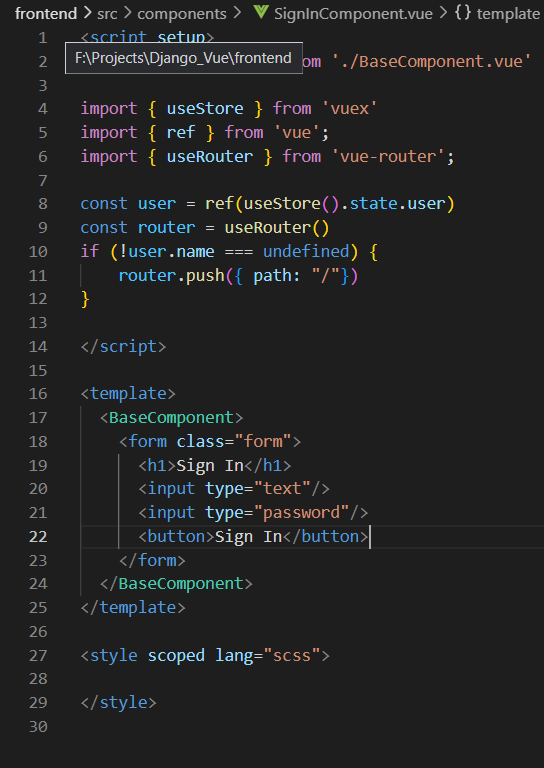 frontend > src > components > SignInComponent.vue > {} template
1 <script setup>
F:\Projects\Django_Vue\frontend
2 om './BaseComponent.vue'
3
4 import { useStore } from 'vuex'
5 import { ref } from 'vue';
6 import { useRouter } from 'vue-router';
7
8 const user = ref(useStore().state.user)
9 const router = useRouter()
10 if (!user.name === undefined) {
11     router.push({ path: "/"})
12 }
13
14 </script>
15
16 <template>
17   <BaseComponent>
18     <form class="form">
19       <h1>Sign In</h1>
20       <input type="text"/>
21       <input type="password"/>
22       <button>Sign In</button>
23     </form>
24   </BaseComponent>
25 </template>
26
27 <style scoped lang="scss">
28
29 </style>
30